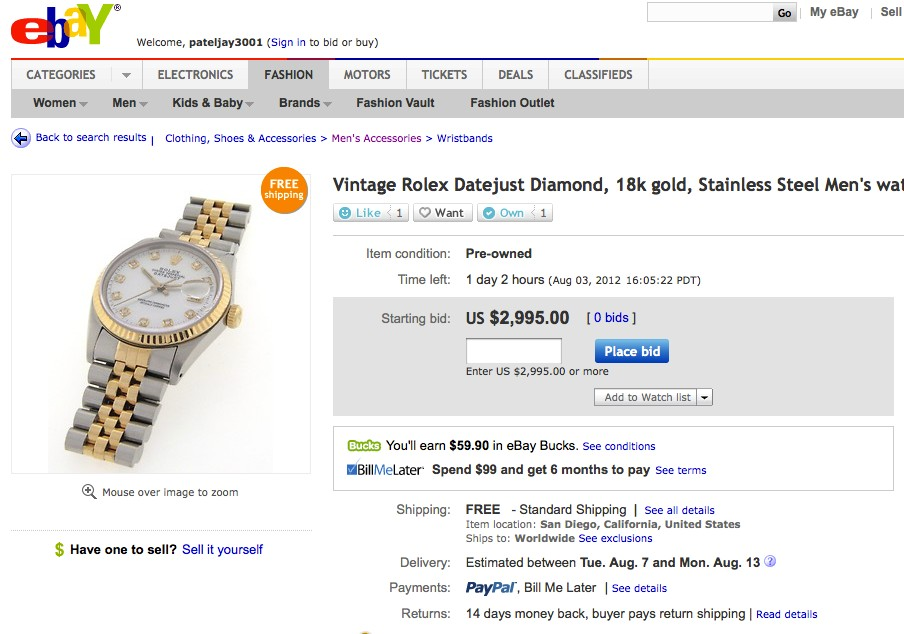 ebay®
Go
My eBay
Sell
Welcome, pateljay3001 (Sign in to bid or buy)
CATEGORIES
ELECTRONICS
FASHION
MOTORS
TICKETS
DEALS
CLASSIFIEDS
Women
Men
Kids & Baby
Brands
Fashion Vault
Fashion Outlet
Back to search results | Clothing, Shoes & Accessories > Men's Accessories > Wristbands
FREE
shipping
ROLEX
DATEJUST
Mouse over image to zoom
$ Have one to sell? Sell it yourself
Vintage Rolex Datejust Diamond, 18k gold, Stainless Steel Men's wat
Like 1 Want Own 1
Item condition: Pre-owned
Time left: 1 day 2 hours (Aug 03, 2012 16:05:22 PDT)
Starting bid: US $2,995.00 [ 0 bids ]
Place bid
Enter US $2,995.00 or more
Add to Watch list
Bucks You'll earn $59.90 in eBay Bucks. See conditions
BillMeLater Spend $99 and get 6 months to pay See terms
Shipping: FREE - Standard Shipping | See all details
Item location: San Diego, California, United States
Ships to: Worldwide See exclusions
Delivery: Estimated between Tue. Aug. 7 and Mon. Aug. 13 ?
Payments: PayPal, Bill Me Later | See details
Returns: 14 days money back, buyer pays return shipping | Read details